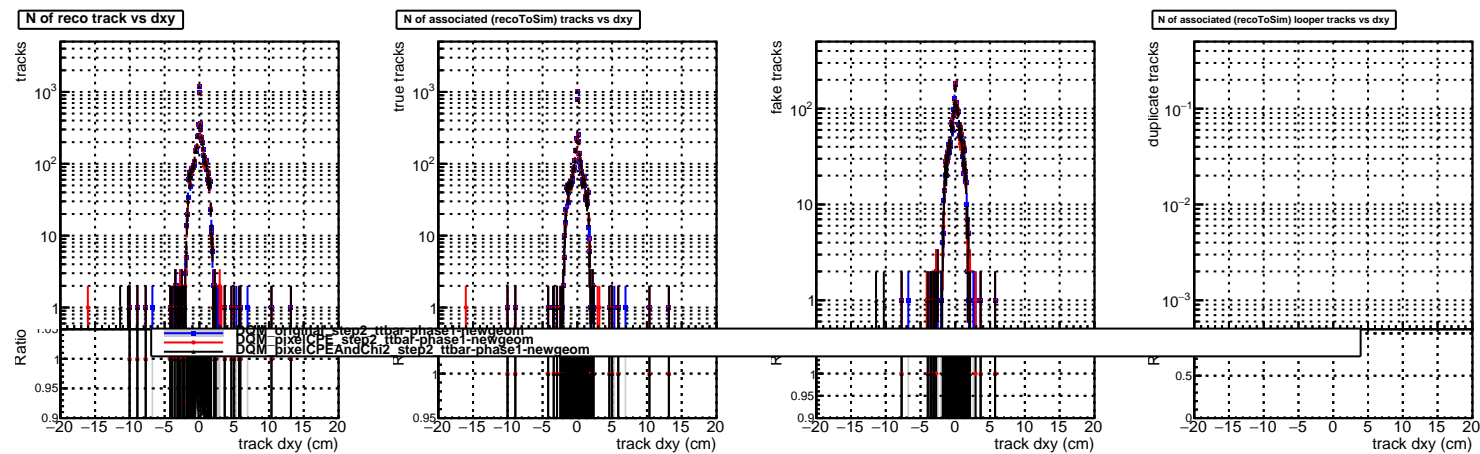 N of reco track vs dxy
tracks
10³
10²
10
1
Ratio
1.05
1
0.95
0.9
−20 −15 −10 −5 0 5 10 15 20
track dxy (cm)
N of associated (recoToSim) tracks vs dxy
true tracks
10³
10²
10
1
0.95
−20 −15 −10 −5 0 5 10 15 20
track dxy (cm)
fake tracks
10²
10
1
1
0.95
0.9
−20 −15 −10 −5 0 5 10 15 20
track dxy (cm)
N of associated (recoToSim) looper tracks vs dxy
duplicate tracks
10⁻¹
10⁻²
10⁻³
0.5
0
−20 −15 −10 −5 0 5 10 15 20
track dxy (cm)
DQM_original_step2_ttbar-phase1-newgeom
DQM_pixelCPE_step2_ttbar-phase1-newgeom
DQM_pixelCPEAndChi2_step2_ttbar-phase1-newgeom